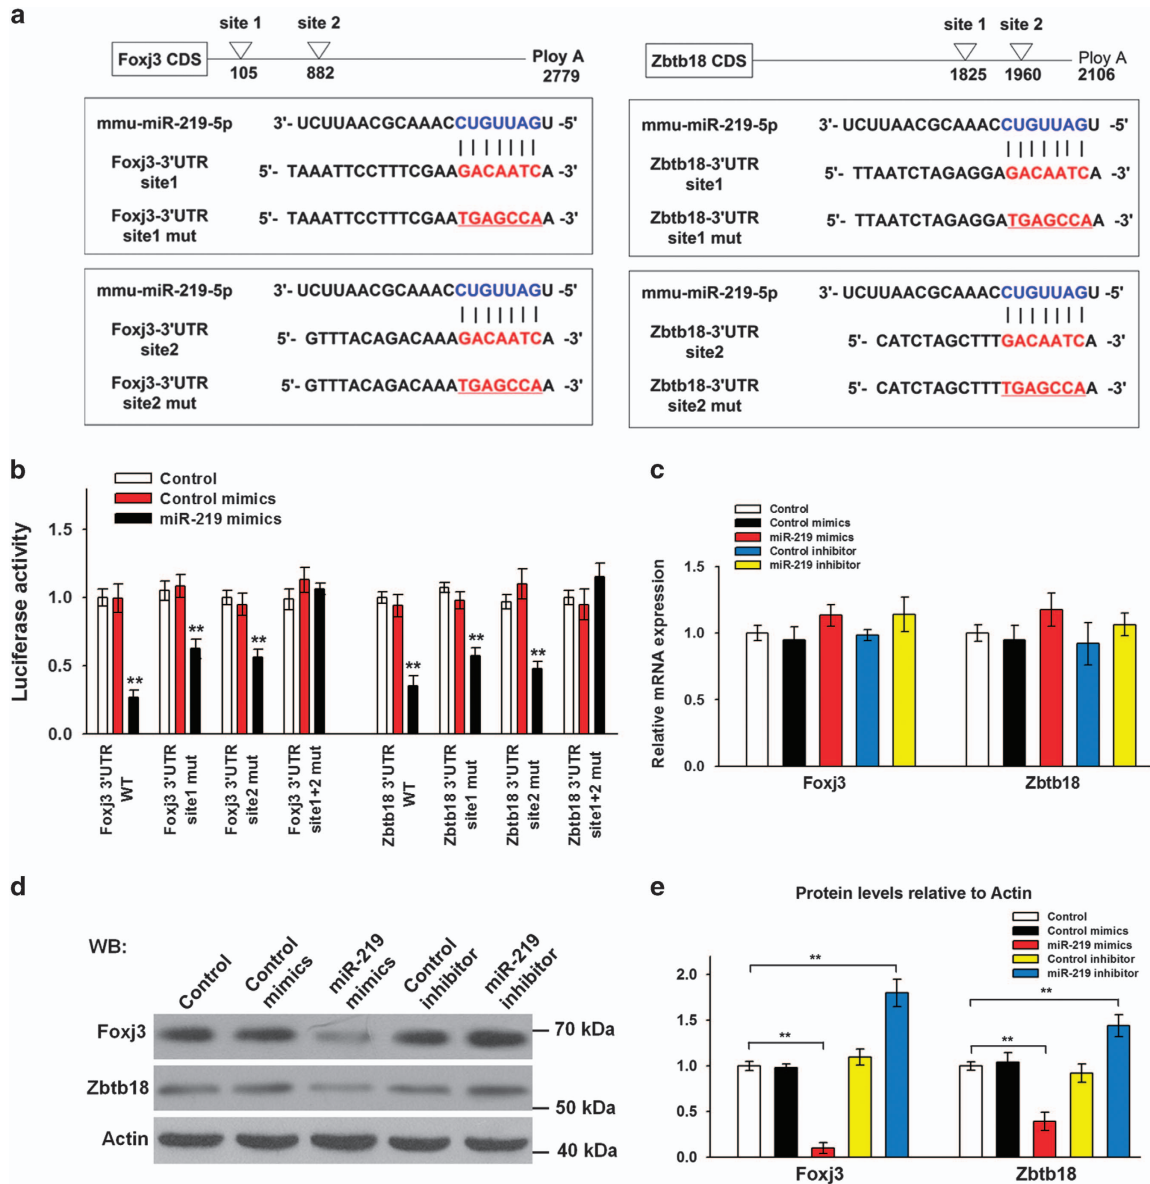 a
site 1 site 2
Foxj3 CDS
105 882
Ploy A
2779
mmu-miR-219-5p 3'- UCUUAACGCAAACCUGUUAGU -5'
Foxj3-3'UTR site1 5'- TAAATTCCTTTCGAAGACAATCA -3'
Foxj3-3'UTR site1 mut 5'- TAAATTCCTTTCGAATGAGCCAA -3'
mmu-miR-219-5p 3'- UCUUAACGCAAACCUGUUAGU -5'
Foxj3-3'UTR site2 5'- GTTTACAGACAAAGACAATCA -3'
Foxj3-3'UTR site2 mut 5'- GTTTACAGACAAATGAGCCAA -3'
site 1 site 2
Zbtb18 CDS
1825 1960
Ploy A
2106
mmu-miR-219-5p 3'- UCUUAACGCAAACCUGUUAGU -5'
Zbtb18-3'UTR site1 5'- TTAATCTAGAGGAGACAATCA -3'
Zbtb18-3'UTR site1 mut 5'- TTAATCTAGAGGATGAGCCAA -3'
mmu-miR-219-5p 3'- UCUUAACGCAAACCUGUUAGU -5'
Zbtb18-3'UTR site2 5'- CATCTAGCTTTGACAATCA -3'
Zbtb18-3'UTR site2 mut 5'- CATCTAGCTTTTGAGCCAA -3'
b
Control
Control mimics
miR-219 mimics
Luciferase activity
1.5
1.0
0.5
0.0
** ** ** ** ** **
Foxj3 3'UTR WT
Foxj3 3'UTR site1 mut
Foxj3 3'UTR site2 mut
Foxj3 3'UTR site1+2 mut
Zbtb18 3'UTR WT
Zbtb18 3'UTR site1 mut
Zbtb18 3'UTR site2 mut
Zbtb18 3'UTR site1+2 mut
c
Control
Control mimics
miR-219 mimics
Control inhibitor
miR-219 inhibitor
Relative mRNA expression
1.5
1.0
0.5
0.0
Foxj3 Zbtb18
d
WB:
Control
Control mimics
miR-219 mimics
Control inhibitor
miR-219 inhibitor
Foxj3
70 kDa
Zbtb18
50 kDa
Actin
40 kDa
e
Protein levels relative to Actin
Control
Control mimics
miR-219 mimics
Control inhibitor
miR-219 inhibitor
2.0
1.5
1.0
0.5
0.0
** ** ** **
Foxj3 Zbtb18